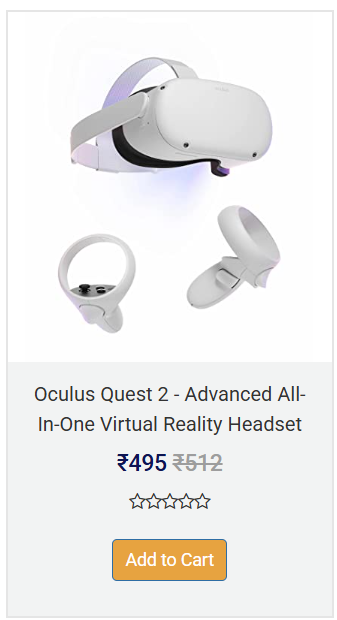 Oculus Quest 2 - Advanced All-
In-One Virtual Reality Headset
₹495 ₹512
Add to Cart